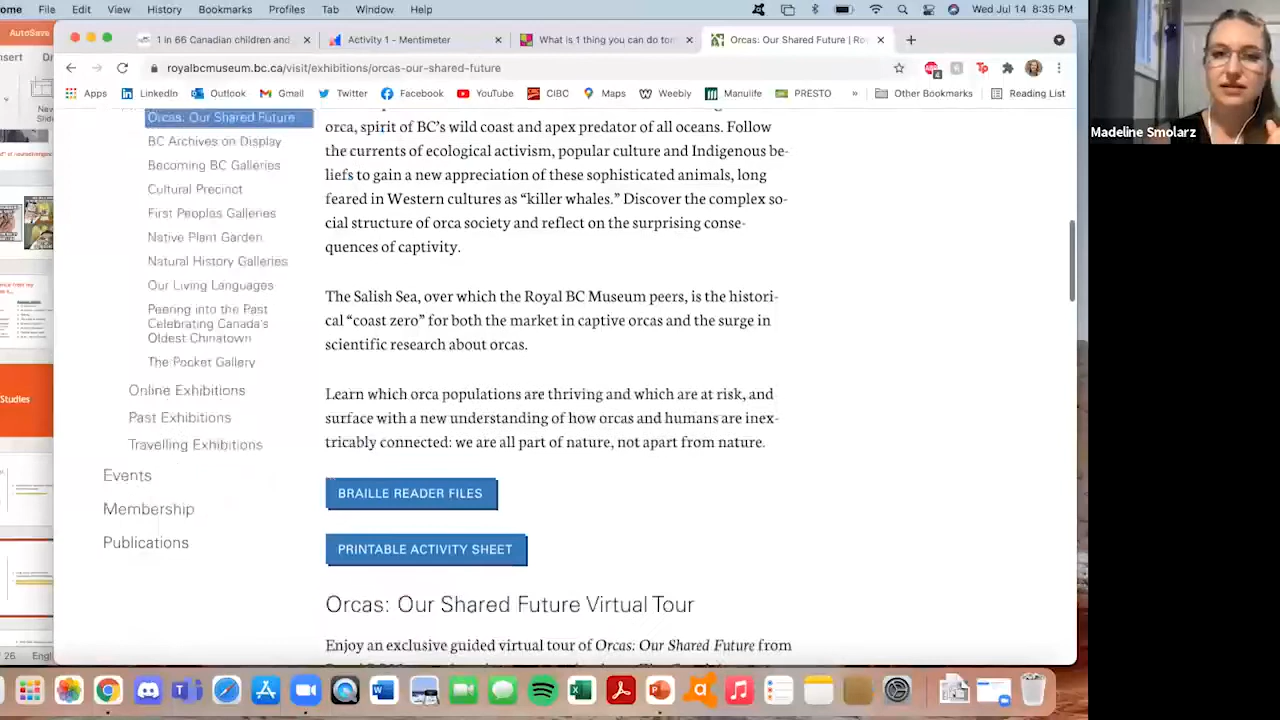 ome File Edit View History Bookmarks Profiles Tab Window Help Wed Jul 14 8:35 PM
AutoSave
1 in 66 Canadian children and
Activity 1 - Mentimeter
What is 1 thing you can do tom
Orcas: Our Shared Future | Roy
royalbcmuseum.bc.ca/visit/exhibitions/orcas-our-shared-future
Apps LinkedIn Outlook Gmail Twitter Facebook YouTube CIBC Maps Weebly Manulife PRESTO » Other Bookmarks Reading List
Madeline Smolarz
nsert
Studies
of 26 Engl
Orcas: Our Shared Future
BC Archives on Display
Becoming BC Galleries
Cultural Precinct
First Peoples Galleries
Native Plant Garden
Natural History Galleries
Our Living Languages
Passport to the Past
Celebrating Canada's
Oldest Chinatown
The Pocket Gallery
Online Exhibitions
Past Exhibitions
Travelling Exhibitions
Events
Membership
Publications
orca, spirit of BC's wild coast and apex predator of all oceans. Follow
the currents of ecological activism, popular culture and Indigenous be-
liefs to gain a new appreciation of these sophisticated animals, long
feared in Western cultures as “killer whales.” Discover the complex so-
cial structure of orca society and reflect on the surprising conse-
quences of captivity.
The Salish Sea, over which the Royal BC Museum peers, is the histori-
cal “coast zero” for both the market in captive orcas and the surge in
scientific research about orcas.
Learn which orca populations are thriving and which are at risk, and
surface with a new understanding of how orcas and humans are inex-
tricably connected: we are all part of nature, not apart from nature.
BRAILLE READER FILES
PRINTABLE ACTIVITY SHEET
Orcas: Our Shared Future Virtual Tour
Enjoy an exclusive guided virtual tour of Orcas: Our Shared Future from